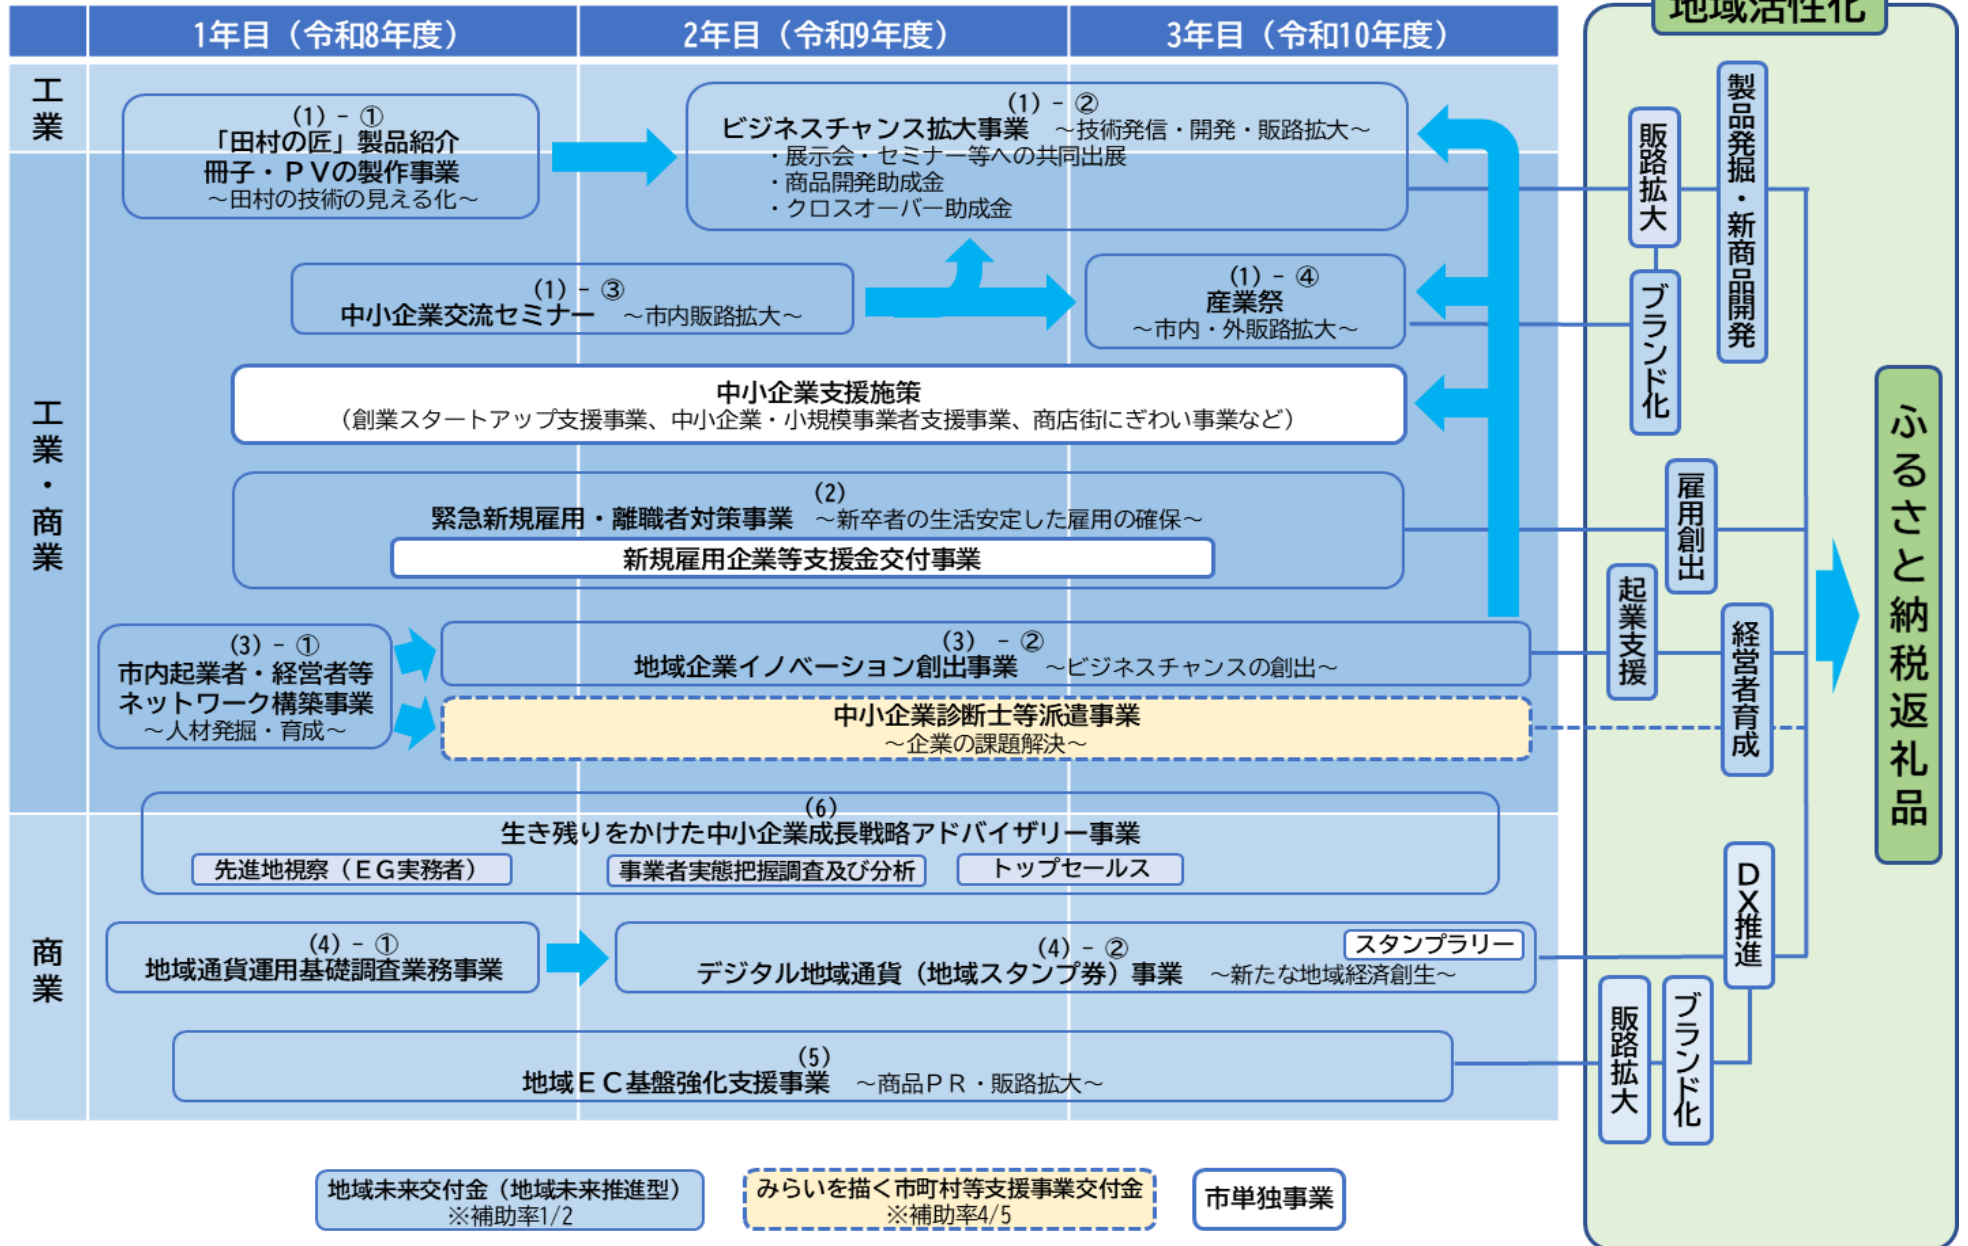 1年目（令和8年度）
2年目（令和9年度）
3年目（令和10年度）
地域活性化
工業
(1) - ①
「田村の匠」製品紹介
冊子・ＰＶの製作事業
～田村の技術の見える化～
(1) - ②
ビジネスチャンス拡大事業　～技術発信・開発・販路拡大～
・展示会・セミナー等への共同出展
・商品開発助成金
・クロスオーバー助成金
工業・商業
(1) - ③
中小企業交流セミナー　～市内販路拡大～
(1) - ④
産業祭
～市内・外販路拡大～
中小企業支援施策
（創業スタートアップ支援事業、中小企業・小規模事業者支援事業、商店街にぎわい事業など）
(2)
緊急新規雇用・離職者対策事業　～新卒者の生活安定した雇用の確保～
新規雇用企業等支援金交付事業
(3) - ①
市内起業者・経営者等
ネットワーク構築事業
～人材発掘・育成～
(3) - ②
地域企業イノベーション創出事業　～ビジネスチャンスの創出～
中小企業診断士等派遣事業
～企業の課題解決～
商業
(6)
生き残りをかけた中小企業成長戦略アドバイザリー事業
先進地視察（ＥＧ実務者）
事業者実態把握調査及び分析
トップセールス
(4) - ①
地域通貨運用基礎調査業務事業
(4) - ②
スタンプラリー
デジタル地域通貨（地域スタンプ券）事業　～新たな地域経済創生～
(5)
地域ＥＣ基盤強化支援事業　～商品ＰＲ・販路拡大～
販路拡大
製品発掘・新商品開発
ブランド化
雇用創出
起業支援
経営者育成
ＤＸ推進
販路拡大
ブランド化
ふるさと納税返礼品
地域未来交付金（地域未来推進型）
※補助率1/2
みらいを描く市町村等支援事業交付金
※補助率4/5
市単独事業